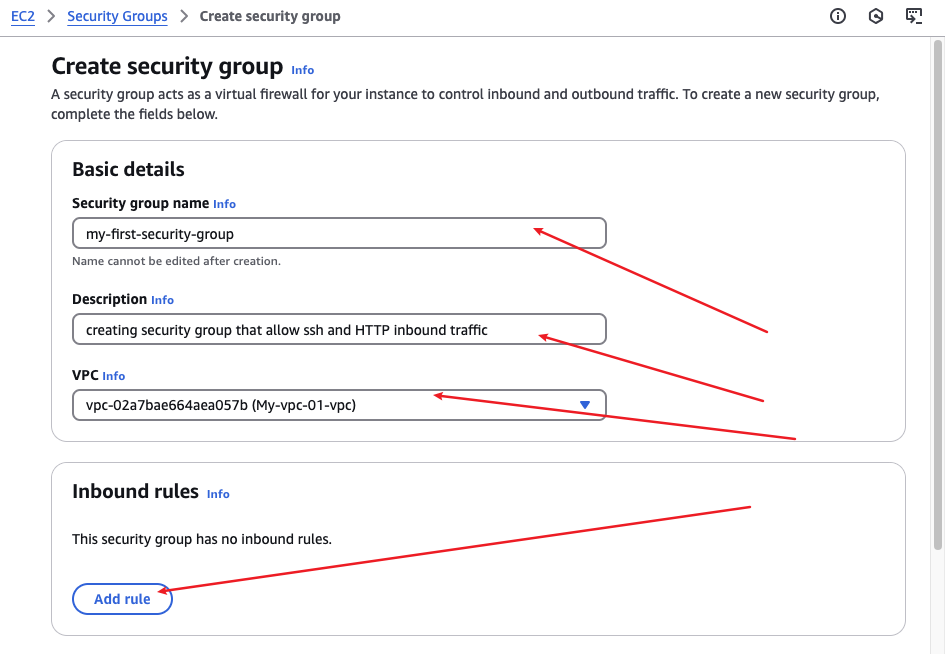 EC2 > Security Groups > Create security group
Create security group Info
A security group acts as a virtual firewall for your instance to control inbound and outbound traffic. To create a new security group,
complete the fields below.
Basic details
Security group name Info
my-first-security-group
Name cannot be edited after creation.
Description Info
creating security group that allow ssh and HTTP inbound traffic
VPC Info
vpc-02a7bae664aea057b (My-vpc-01-vpc)
Inbound rules Info
This security group has no inbound rules.
Add rule